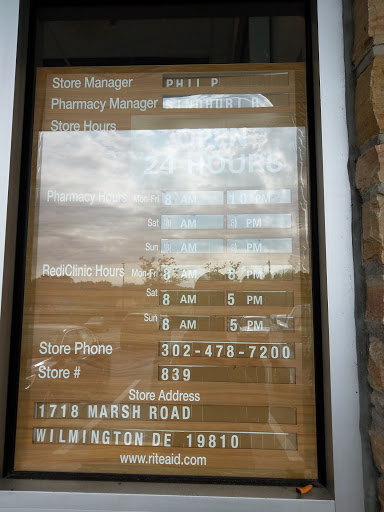 Store Manager PHIL P
Pharmacy Manager
Store Hours OPEN
24 HOURS
Pharmacy Hours Mon-Fri 8 AM 10 PM
Sat AM PM
Sun AM PM
RediClinic Hours Mon-Fri 8 AM 8 PM
Sat 8 AM 5 PM
Sun 8 AM 5 PM
Store Phone 302-478-7200
Store # 839
Store Address
1718 MARSH ROAD
WILMINGTON DE 19810
www.riteaid.com